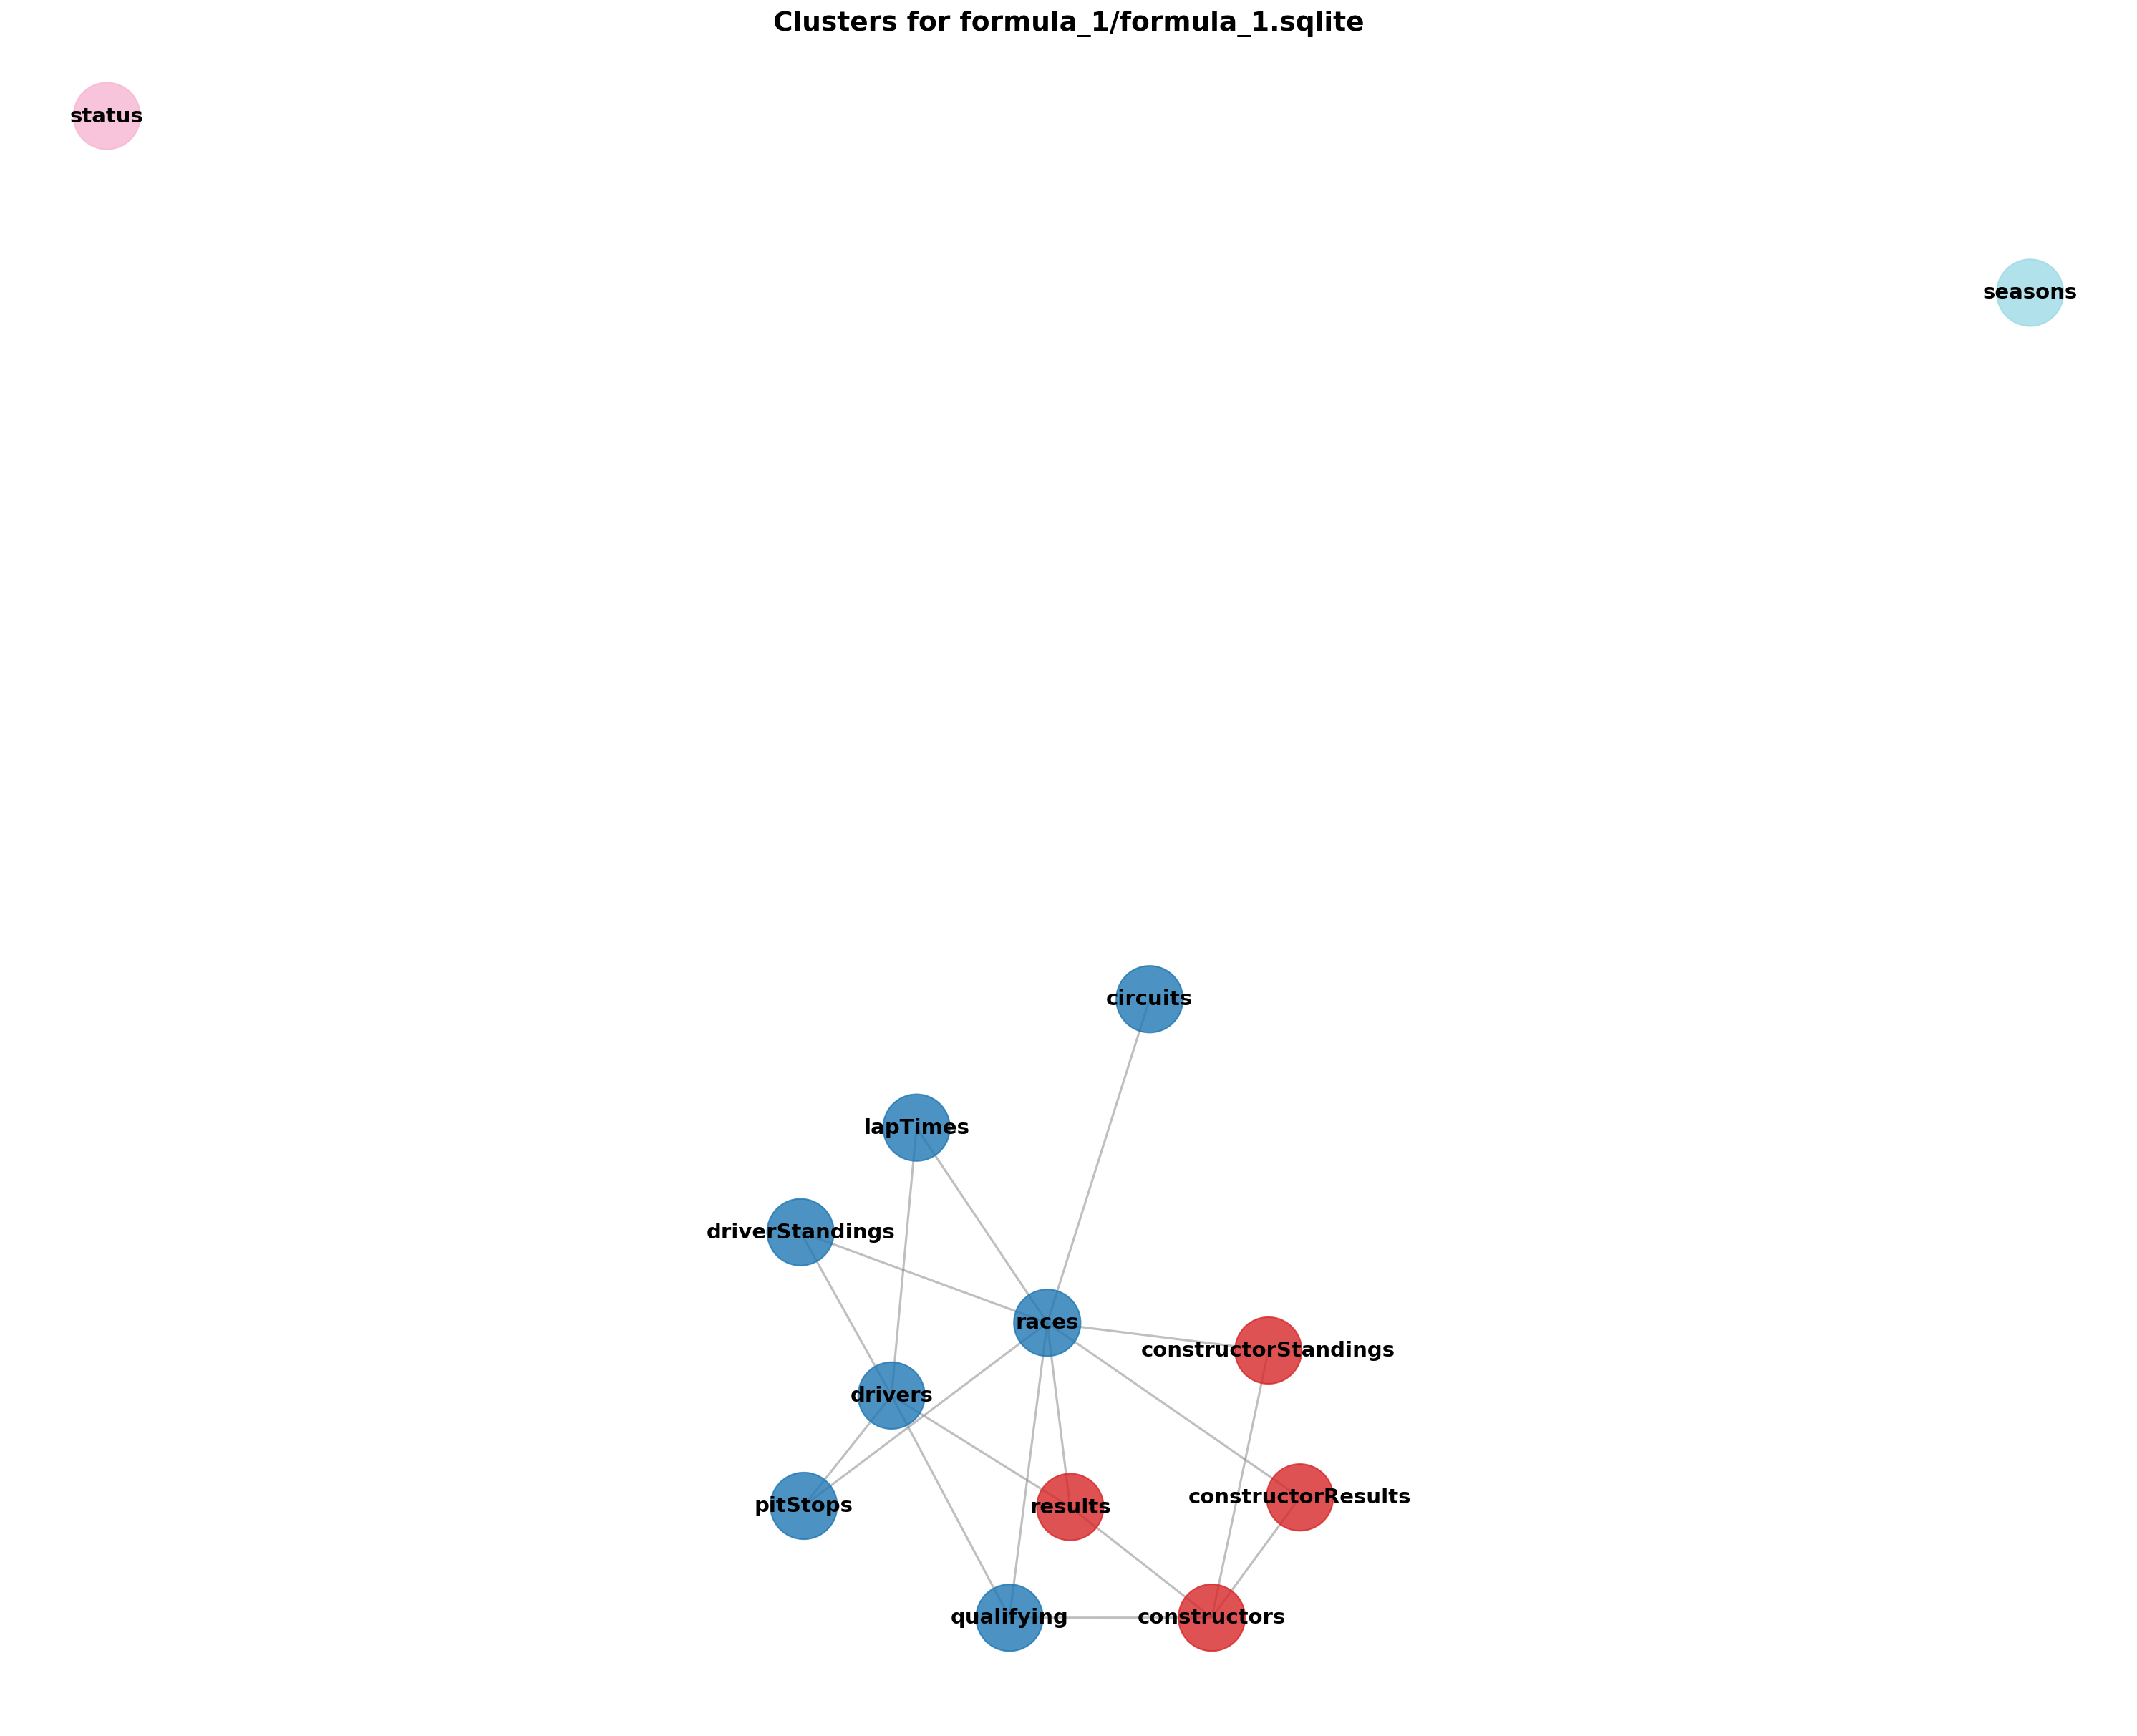 Clusters for formula_1/formula_1.sqlite
status
seasons
circuits
lapTimes
driverStandings
races
constructorStandings
drivers
constructorResults
pitStops
results
qualifying
constructors